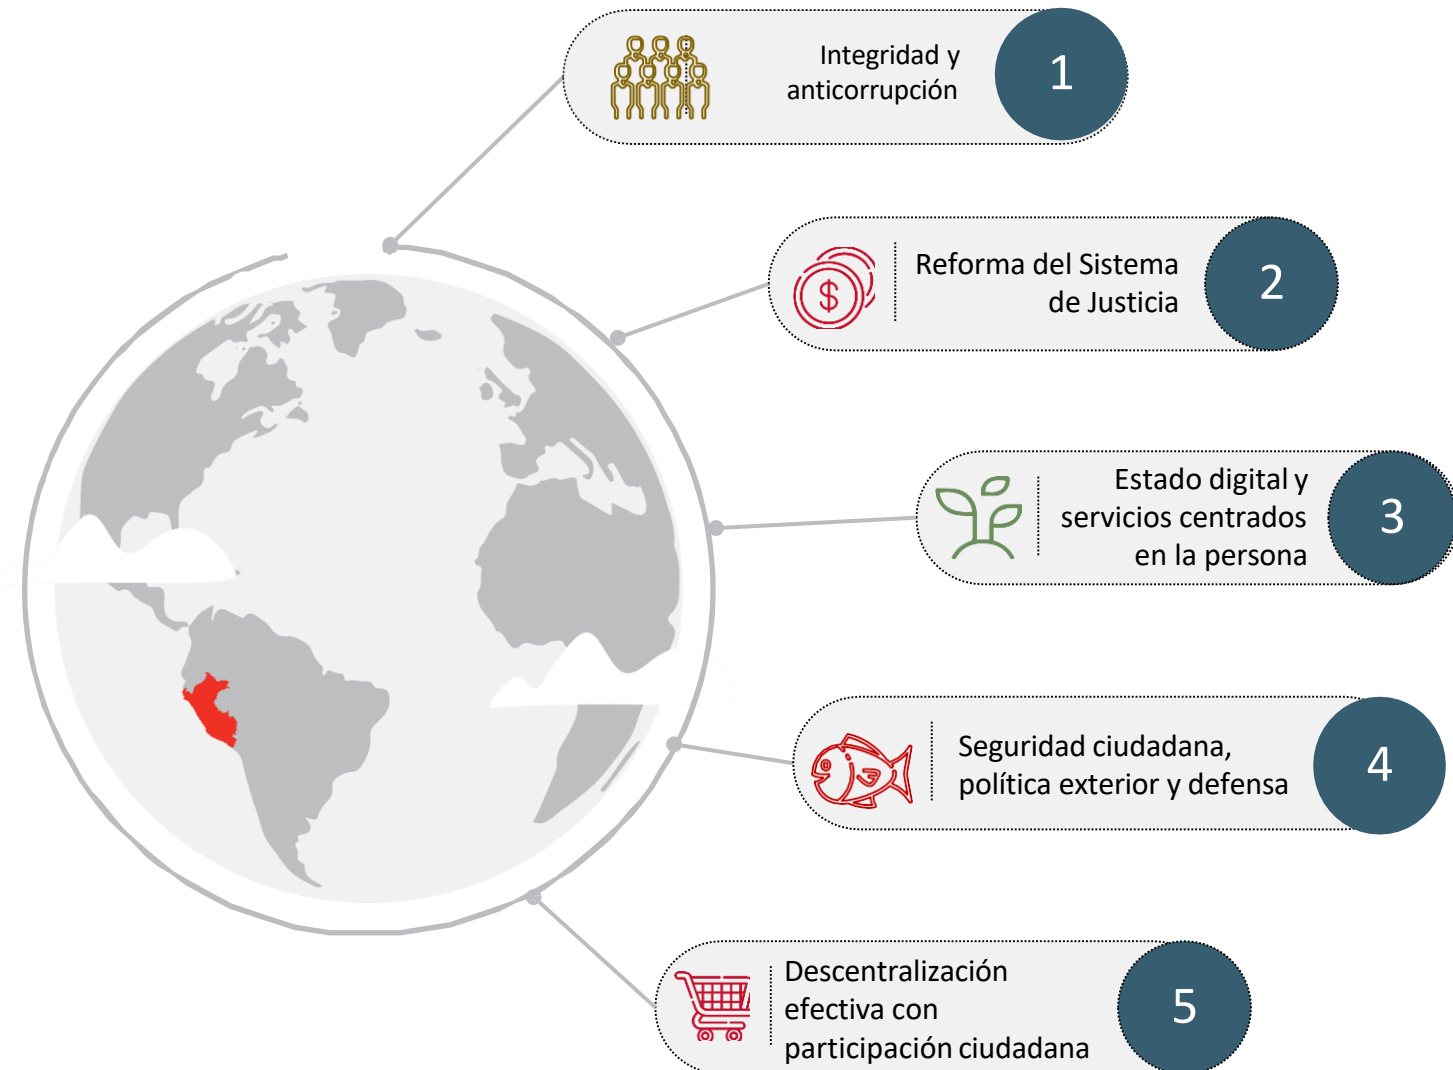 Integridad y
anticorrupción
1
Reforma del Sistema
de Justicia
2
$
Estado digital y
servicios centrados
en la persona
3
Seguridad ciudadana,
política exterior y defensa
4
Descentralización
efectiva con
participación ciudadana
5